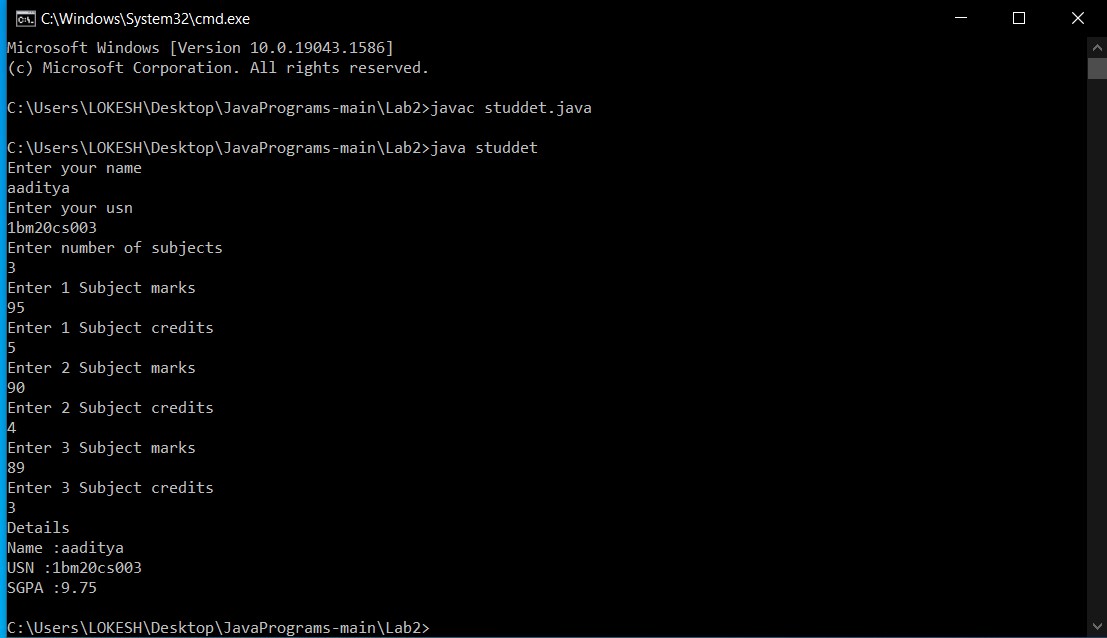 C:\Windows\System32\cmd.exe
Microsoft Windows [Version 10.0.19043.1586]
(c) Microsoft Corporation. All rights reserved.
C:\Users\LOKESH\Desktop\JavaPrograms-main\Lab2>javac studdet.java
C:\Users\LOKESH\Desktop\JavaPrograms-main\Lab2>java studdet
Enter your name
aaditya
Enter your usn
1bm20cs003
Enter number of subjects
3
Enter 1 Subject marks
95
Enter 1 Subject credits
5
Enter 2 Subject marks
90
Enter 2 Subject credits
4
Enter 3 Subject marks
89
Enter 3 Subject credits
3
Details
Name :aaditya
USN :1bm20cs003
SGPA :9.75
C:\Users\LOKESH\Desktop\JavaPrograms-main\Lab2>